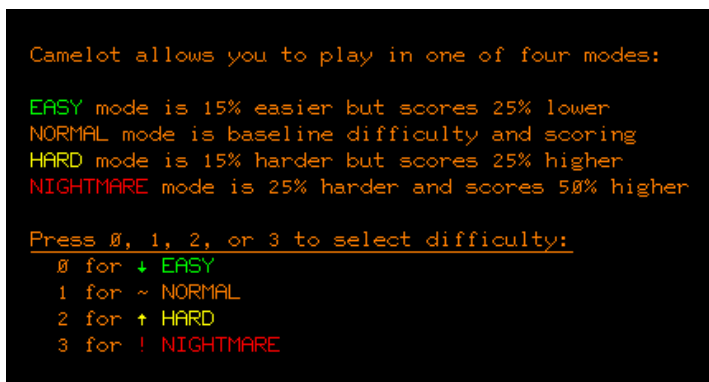 Camelot allows you to play in one of four modes:
EASY mode is 15% easier but scores 25% lower
NORMAL mode is baseline difficulty and scoring
HARD mode is 15% harder but scores 25% higher
NIGHTMARE mode is 25% harder and scores 50% higher
Press 0, 1, 2, or 3 to select difficulty:
0 for ↓ EASY
1 for ~ NORMAL
2 for ↑ HARD
3 for ! NIGHTMARE